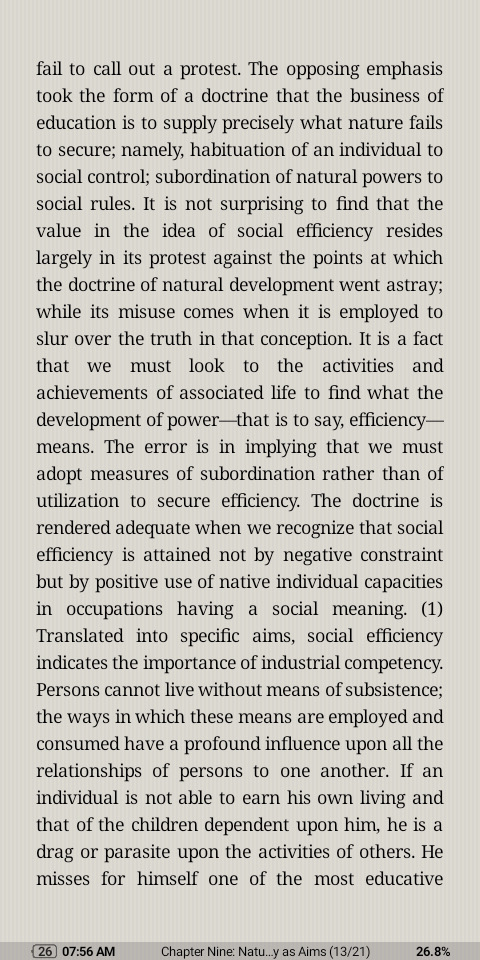 fail to call out a protest. The opposing emphasis
took the form of a doctrine that the business of
education is to supply precisely what nature fails
to secure; namely, habituation of an individual to
social control; subordination of natural powers to
social rules. It is not surprising to find that the
value in the idea of social efficiency resides
largely in its protest against the points at which
the doctrine of natural development went astray;
while its misuse comes when it is employed to
slur over the truth in that conception. It is a fact
that we must look to the activities and
achievements of associated life to find what the
development of power—that is to say, efficiency—
means. The error is in implying that we must
adopt measures of subordination rather than of
utilization to secure efficiency. The doctrine is
rendered adequate when we recognize that social
efficiency is attained not by negative constraint
but by positive use of native individual capacities
in occupations having a social meaning. (1)
Translated into specific aims, social efficiency
indicates the importance of industrial competency.
Persons cannot live without means of subsistence;
the ways in which these means are employed and
consumed have a profound influence upon all the
relationships of persons to one another. If an
individual is not able to earn his own living and
that of the children dependent upon him, he is a
drag or parasite upon the activities of others. He
misses for himself one of the most educative
26 07:56 AM Chapter Nine: Natu...y as Aims (13/21) 26.8%